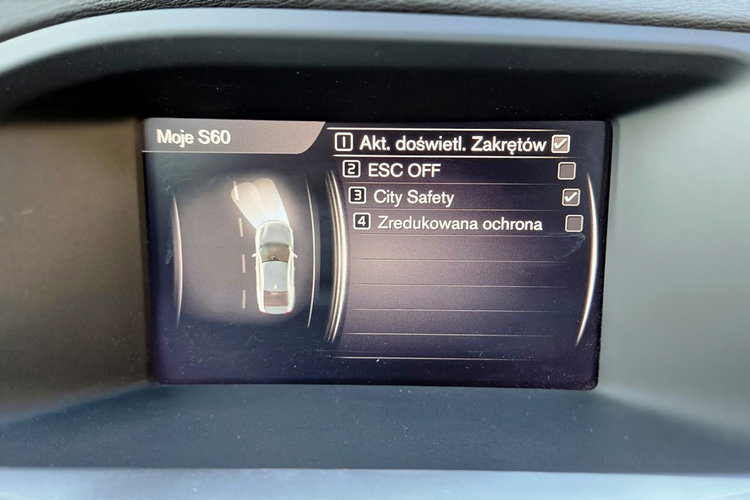 Moje S60
1 Akt. doświetl. Zakrętów
2 ESC OFF
3 City Safety
4 Zredukowana ochrona